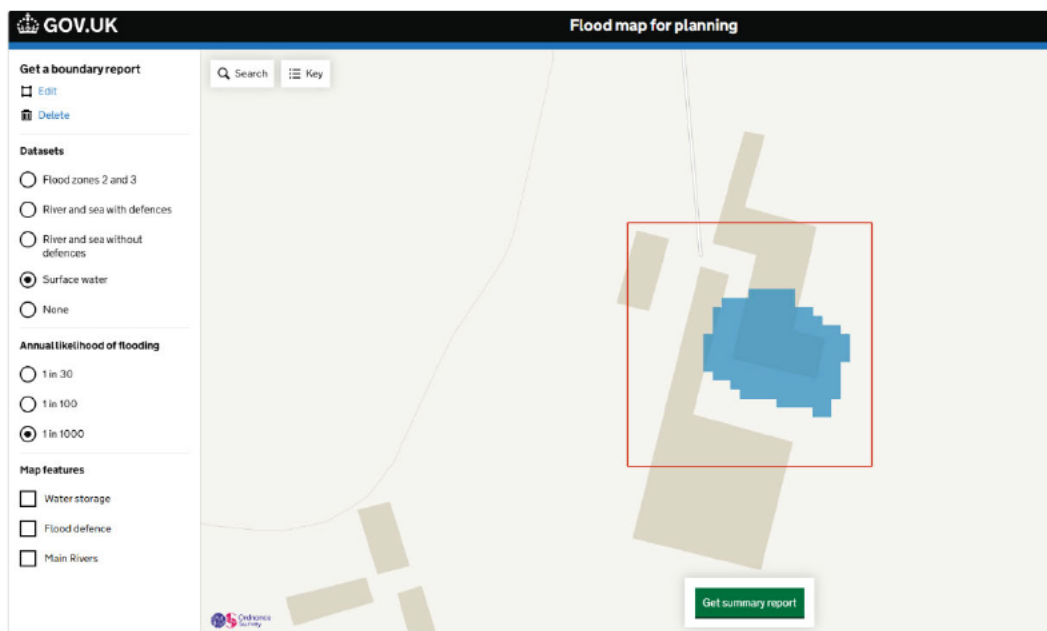 GOV.UK
Flood map for planning
Get a boundary report
Edit
Delete
Datasets
Flood zones 2 and 3
River and sea with defences
River and sea without
defences
Surface water
None
Annual likelihood of flooding
1 in 30
1 in 100
1 in 1000
Map features
Water storage
Flood defence
Main Rivers
Search
Key
Ordnance
Survey
Get summary report